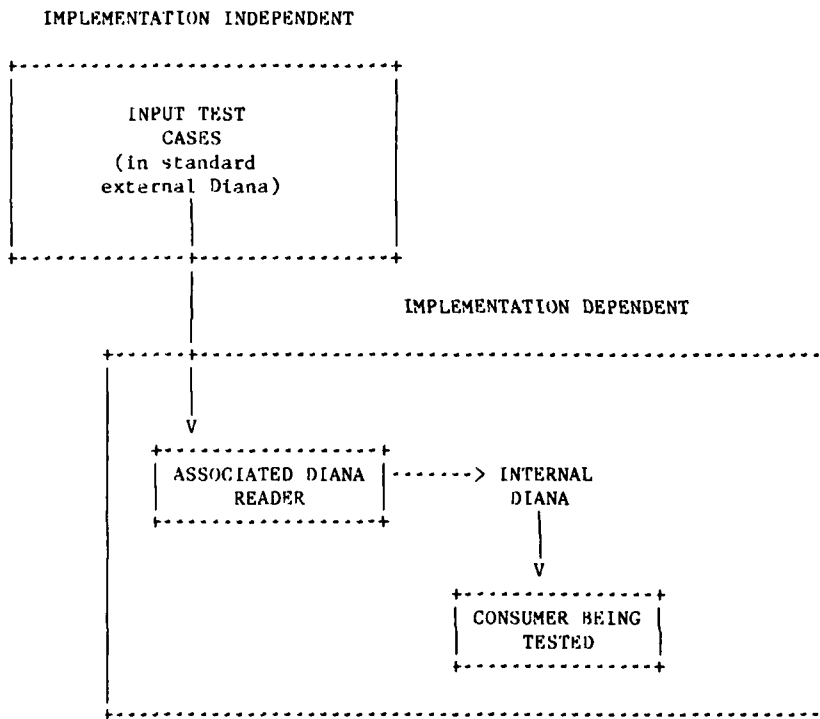 IMPLEMENTATION INDEPENDENT
INPUT TEST
CASES
(in standard
external Diana)
IMPLEMENTATION DEPENDENT
V
ASSOCIATED DIANA
READER
INTERNAL
DIANA
V
CONSUMER BEING
TESTED